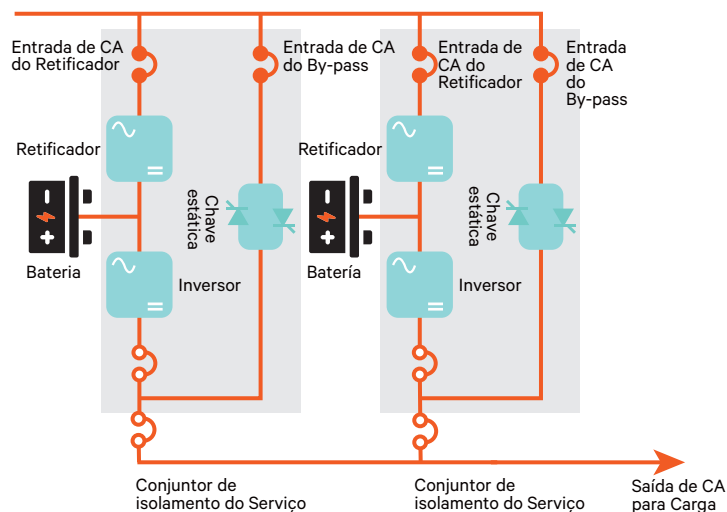 Entrada de CA
do Retificador
Entrada de CA
do By-pass
Entrada de
CA do
Retificador
Entrada
de CA
do
By-pass
Retificador
Retificador
Chave
estática
Chave
estática
Bateria
Inversor
Batería
Inversor
Conjuntor de
isolamento do Serviço
Conjuntor de
isolamento do Serviço
Saída de CA
para Carga